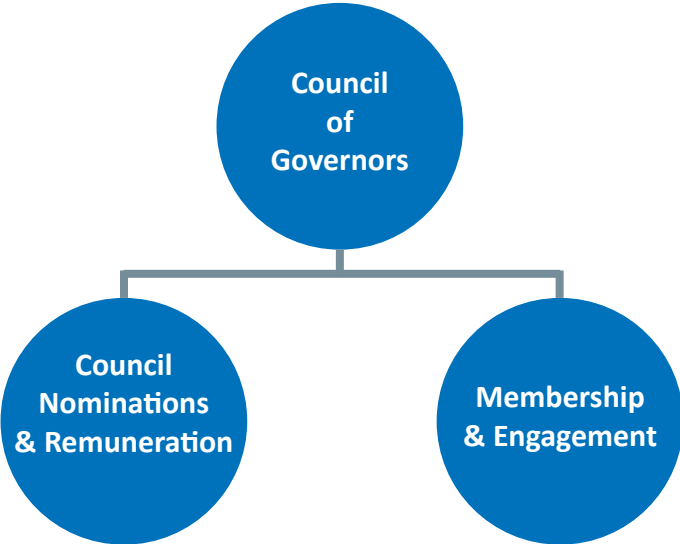 Council
of
Governors
Council
Nominations
& Remuneration
Membership
& Engagement